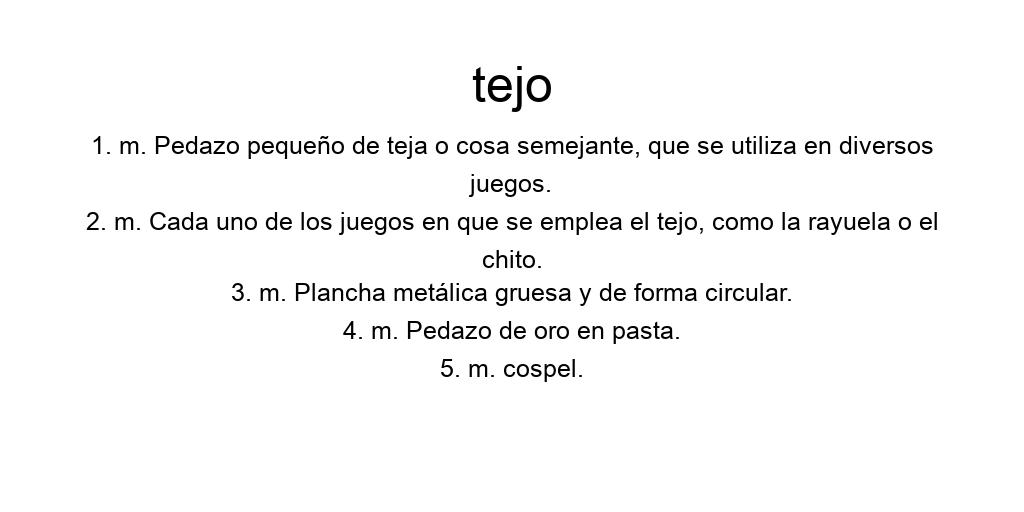 tejo
1. m. Pedazo pequeño de teja o cosa semejante, que se utiliza en diversos
juegos.
2. m. Cada uno de los juegos en que se emplea el tejo, como la rayuela o el
chito.
3. m. Plancha metálica gruesa y de forma circular.
4. m. Pedazo de oro en pasta.
5. m. cospel.